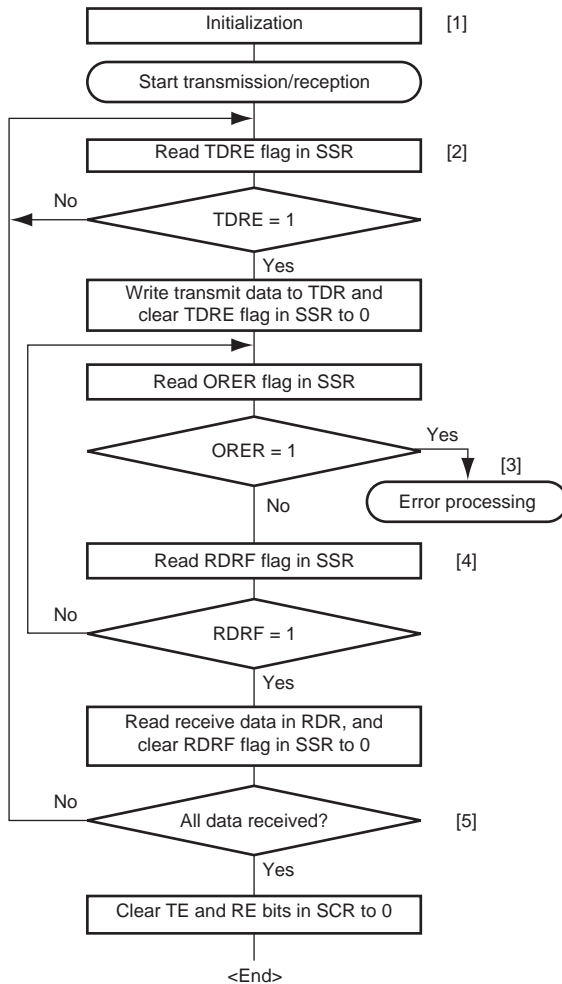 Initialization
[1]
Start transmission/reception
Read TDRE flag in SSR
[2]
No
TDRE = 1
Yes
Write transmit data to TDR and
clear TDRE flag in SSR to 0
Read ORER flag in SSR
Yes
ORER = 1
[3]
Error processing
No
Read RDRF flag in SSR
[4]
No
RDRF = 1
Yes
Read receive data in RDR, and
clear RDRF flag in SSR to 0
No
All data received?
[5]
Yes
Clear TE and RE bits in SCR to 0
<End>